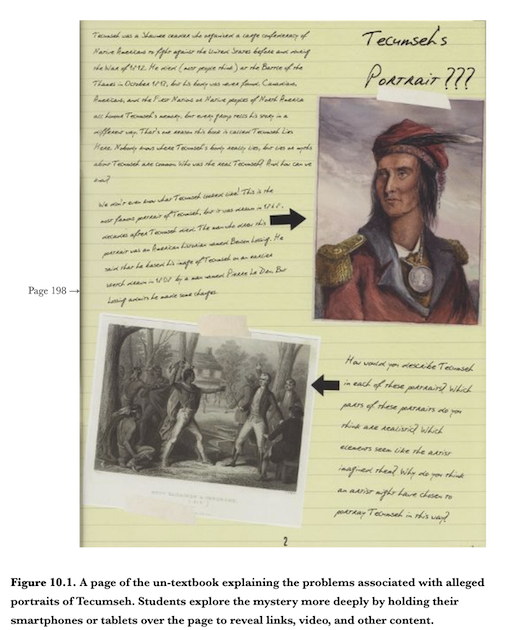 Tecumseh's
Portrait???
Tecumseh was a Shawnee leader who organized a large confederacy of
Native Americans to fight against the United States before and during
the War of 1812. He died (most people think) at the Battle of the
Thames in October 1813, but his body was never found. Canadians,
Americans, and the First Nations or Native peoples of North America
all honour Tecumseh's memory, but every group tells his story in a
different way. That's one reason this book is called Tecumseh Lies
Here. Nobody knows where Tecumseh's body really lies, but lies or myths
about Tecumseh are common. Who was the real Tecumseh? And how can we
know?
We don't even know what Tecumseh looked like! This is the
most famous portrait of Tecumseh, but it was drawn in
decades after Tecumseh died. The man who drew this
portrait was an American historian named Benson Lossing. He
said that he based his image of Tecumseh on an earlier
sketch drawn in 1808 by a man named Pierre Le Dru. But
Lossing admits he made some changes.
Page 198 →
How would you describe Tecumseh
in each of these portraits? Which
parts of these portraits do you
think are realistic? Which
elements seem like the artist
imagined them? Why do you think
an artist might have chosen to
portray Tecumseh in this way?
2
Figure 10.1. A page of the un-textbook explaining the problems associated with alleged
portraits of Tecumseh. Students explore the mystery more deeply by holding their
smartphones or tablets over the page to reveal links, video, and other content.